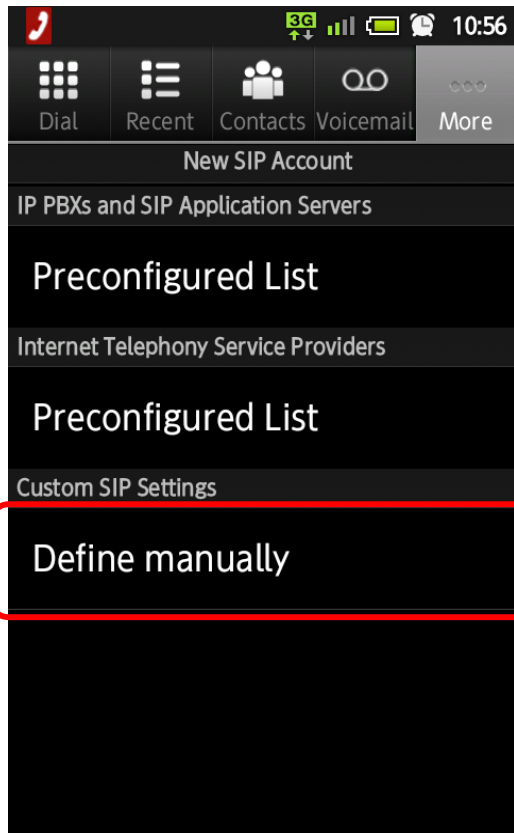 3G 10:56
Dial Recent Contacts Voicemail More
New SIP Account
IP PBXs and SIP Application Servers
Preconfigured List
Internet Telephony Service Providers
Preconfigured List
Custom SIP Settings
Define manually